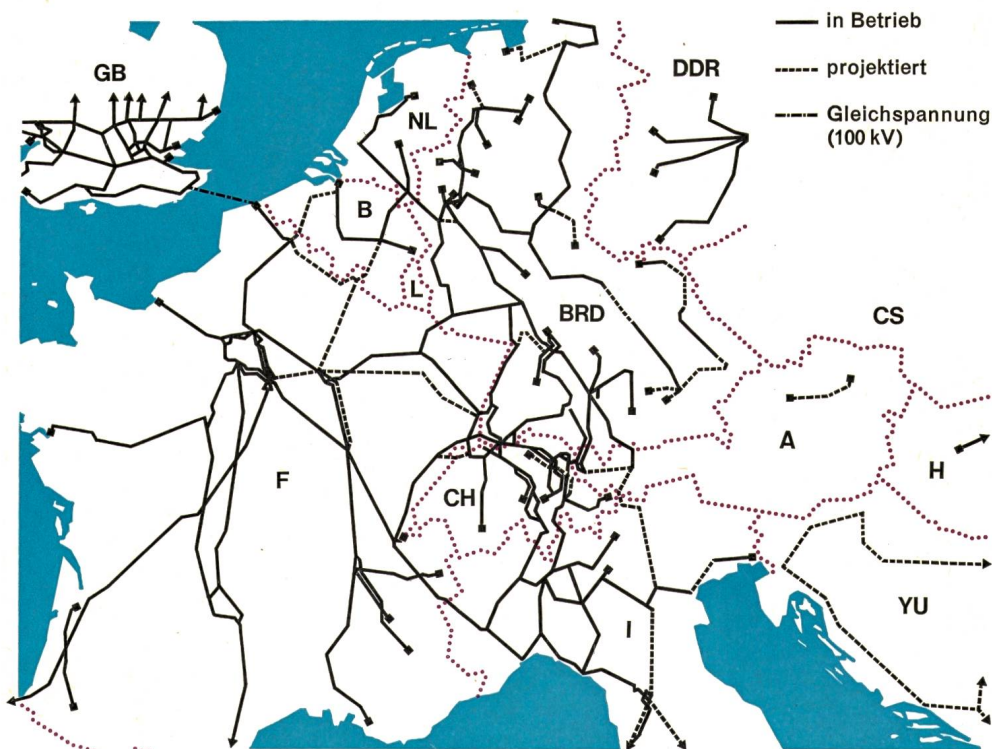 in Betrieb
projektiert
Gleichspannung
(100 kV)
GB
DDR
NL
B
L
BRD
CS
A
H
F
CH
I
YU